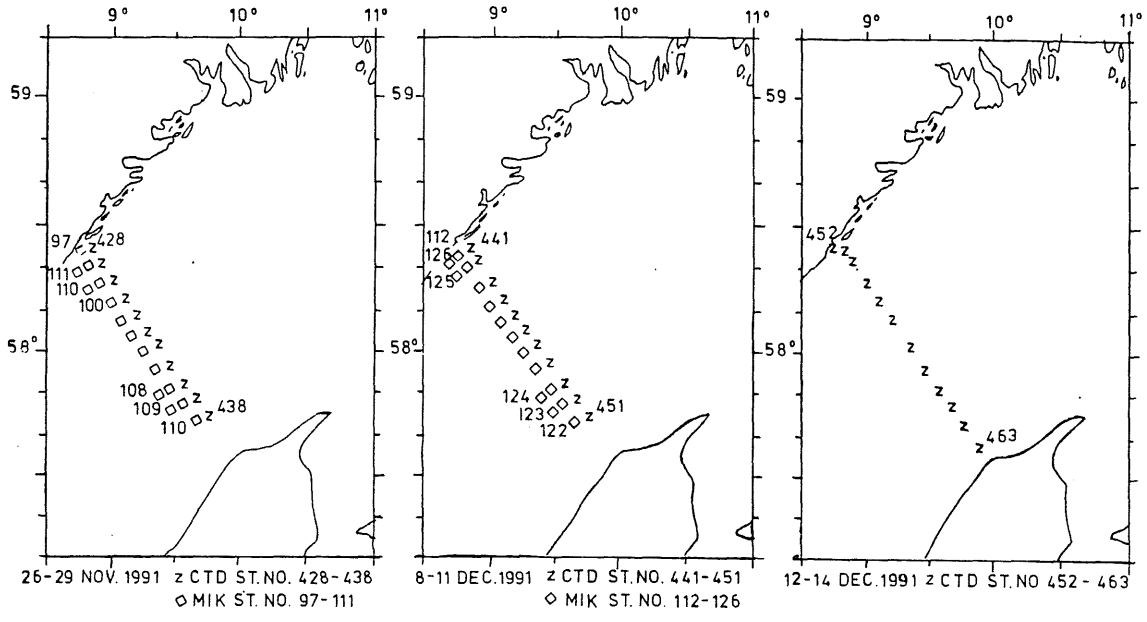 9° 10° 11°
59
58°
97 428
111
110
100
108
109
110 438
26-29 NOV. 1991 z CTD ST. NO. 428-438
◇ MIK ST. NO. 97-111
9° 10° 11°
59
112 441
126
125
124
123 451
122
8-11 DEC. 1991 z CTD ST. NO. 441-451
◇ MIK ST. NO. 112-126
9° 10° 11°
59
58°
452
463
12-14 DEC. 1991 z CTD ST. NO 452-463